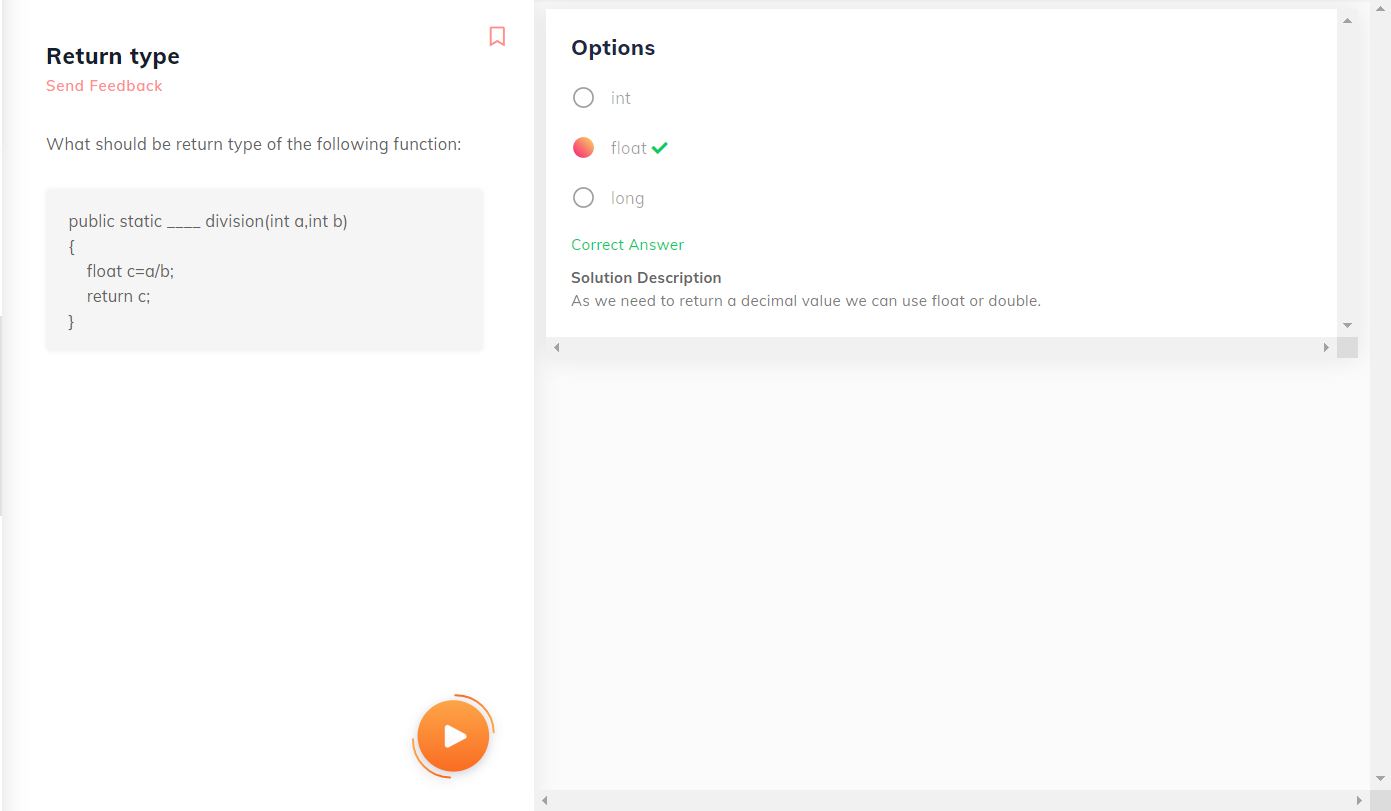 Return type
Send Feedback
What should be return type of the following function:
public static ____ division(int a,int b)
{
    float c=a/b;
    return c;
}
Options
int
float
long
Correct Answer
Solution Description
As we need to return a decimal value we can use float or double.